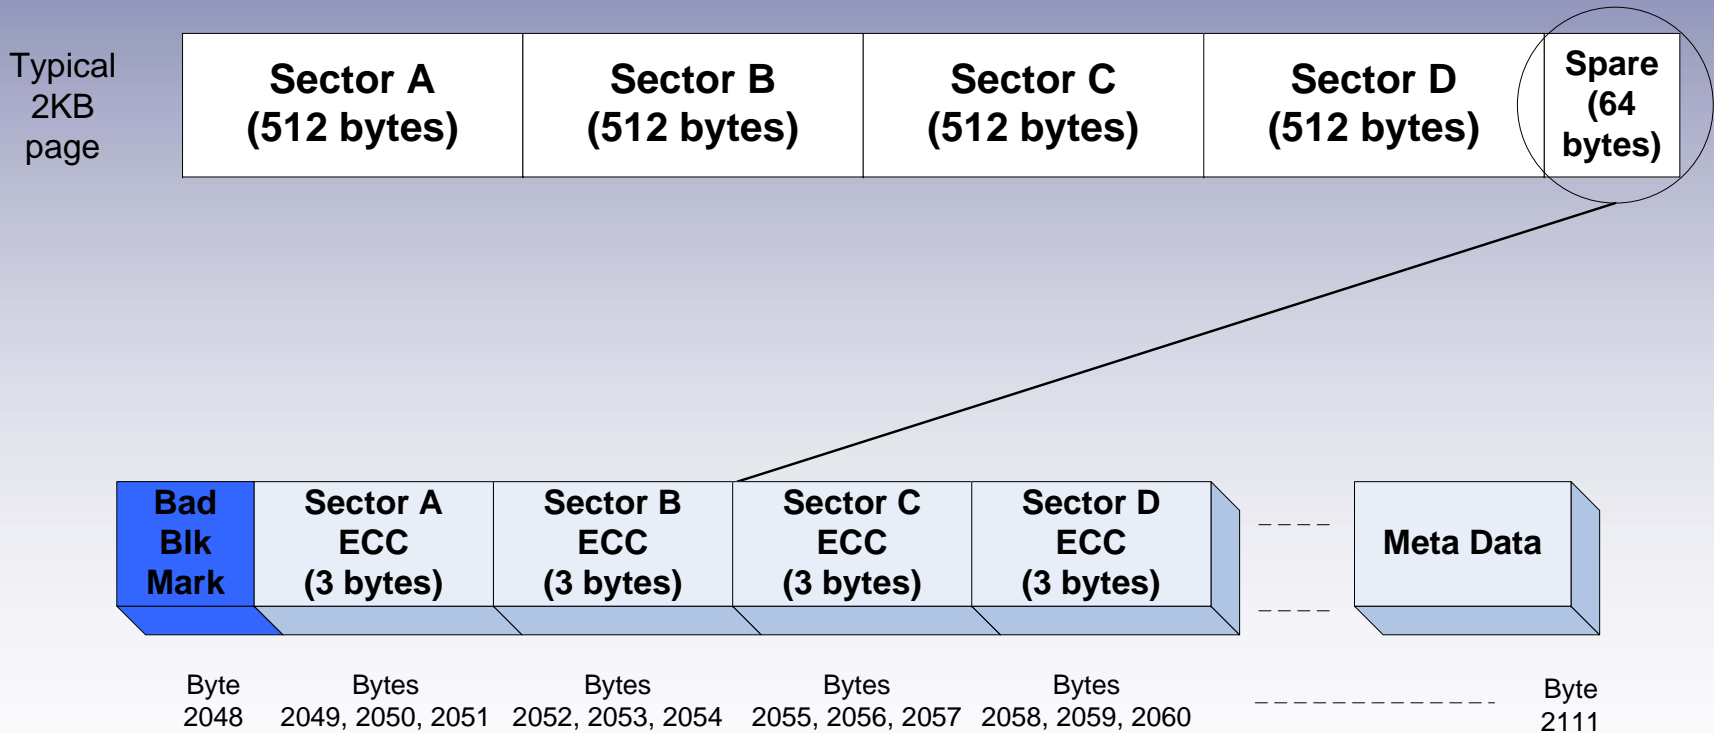 Typical
2KB
page
Sector A
(512 bytes)
Sector B
(512 bytes)
Sector C
(512 bytes)
Sector D
(512 bytes)
Spare
(64
bytes)
Bad
Blk
Mark
Sector A
ECC
(3 bytes)
Sector B
ECC
(3 bytes)
Sector C
ECC
(3 bytes)
Sector D
ECC
(3 bytes)
Meta Data
Byte
2048
Bytes
2049, 2050, 2051
Bytes
2052, 2053, 2054
Bytes
2055, 2056, 2057
Bytes
2058, 2059, 2060
Byte
2111